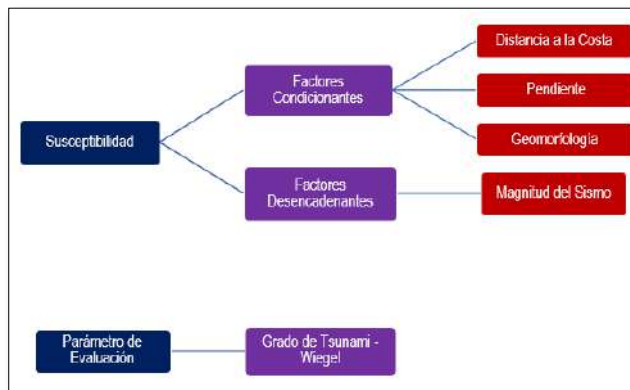 Distancia a la Costa
Factores
Condicionantes
Pendiente
Susceptibilidad
Geomorfología
Factores
Desencadenantes
Magnitud del Sismo
Parámetro de
Evaluación
Grado de Tsunami -
Wiegel